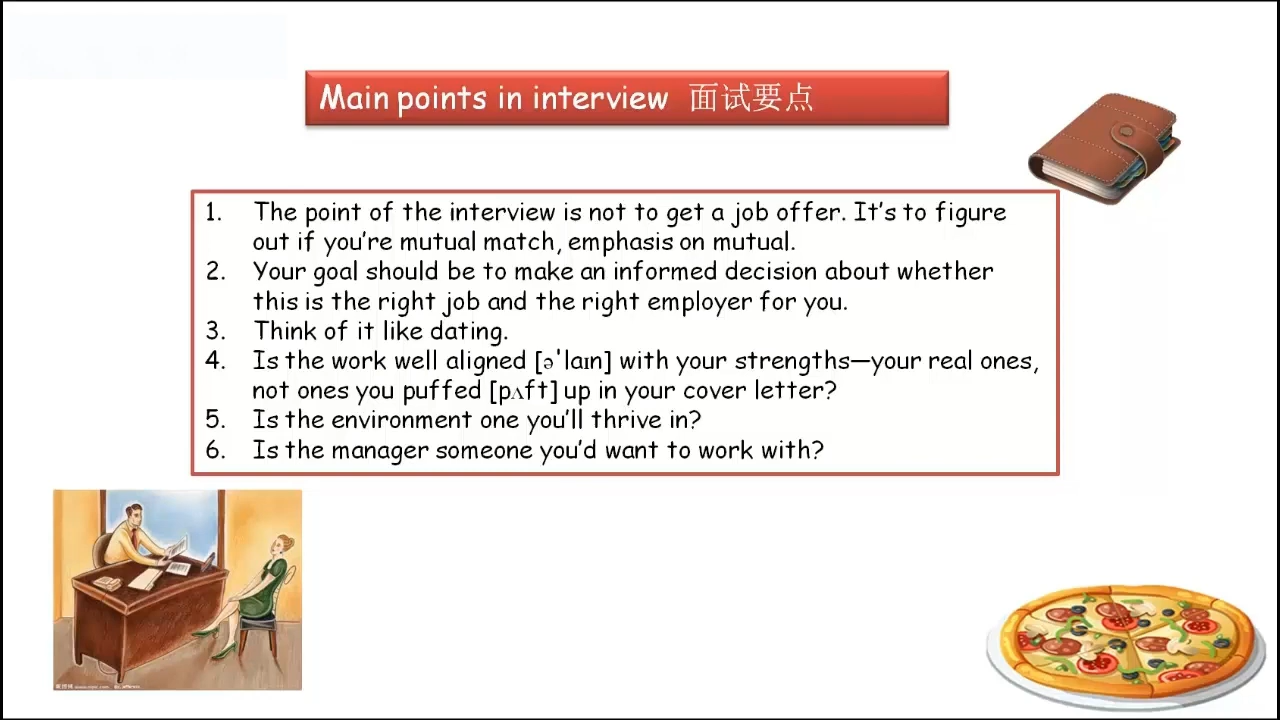 Main points in interview 面试要点
1. The point of the interview is not to get a job offer. It's to figure
out if you're mutual match, emphasis on mutual.
2. Your goal should be to make an informed decision about whether
this is the right job and the right employer for you.
3. Think of it like dating.
4. Is the work well aligned [ə'laɪn] with your strengths—your real ones,
not ones you puffed [pʌft] up in your cover letter?
5. Is the environment one you'll thrive in?
6. Is the manager someone you'd want to work with?